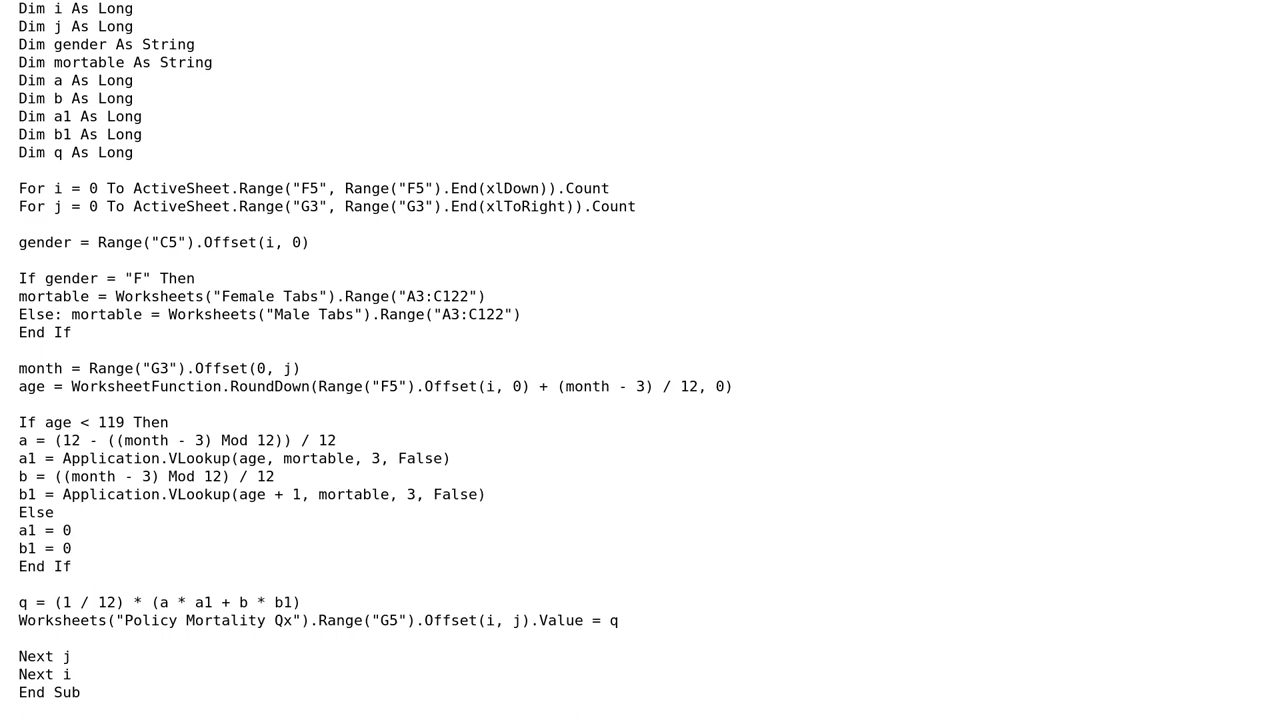 Dim i As Long
Dim j As Long
Dim gender As String
Dim mortable As String
Dim a As Long
Dim b As Long
Dim a1 As Long
Dim b1 As Long
Dim q As Long
For i = 0 To ActiveSheet.Range("F5", Range("F5").End(xlDown)).Count
For j = 0 To ActiveSheet.Range("G3", Range("G3").End(xlToRight)).Count
gender = Range("C5").Offset(i, 0)
If gender = "F" Then
mortable = Worksheets("Female Tabs").Range("A3:C122")
Else: mortable = Worksheets("Male Tabs").Range("A3:C122")
End If
month = Range("G3").Offset(0, j)
age = WorksheetFunction.RoundDown(Range("F5").Offset(i, 0) + (month - 3) / 12, 0)
If age < 119 Then
a = (12 - ((month - 3) Mod 12)) / 12
a1 = Application.VLookup(age, mortable, 3, False)
b = ((month - 3) Mod 12) / 12
b1 = Application.VLookup(age + 1, mortable, 3, False)
Else
a1 = 0
b1 = 0
End If
q = (1 / 12) * (a * a1 + b * b1)
Worksheets("Policy Mortality Qx").Range("G5").Offset(i, j).Value = q
Next j
Next i
End Sub